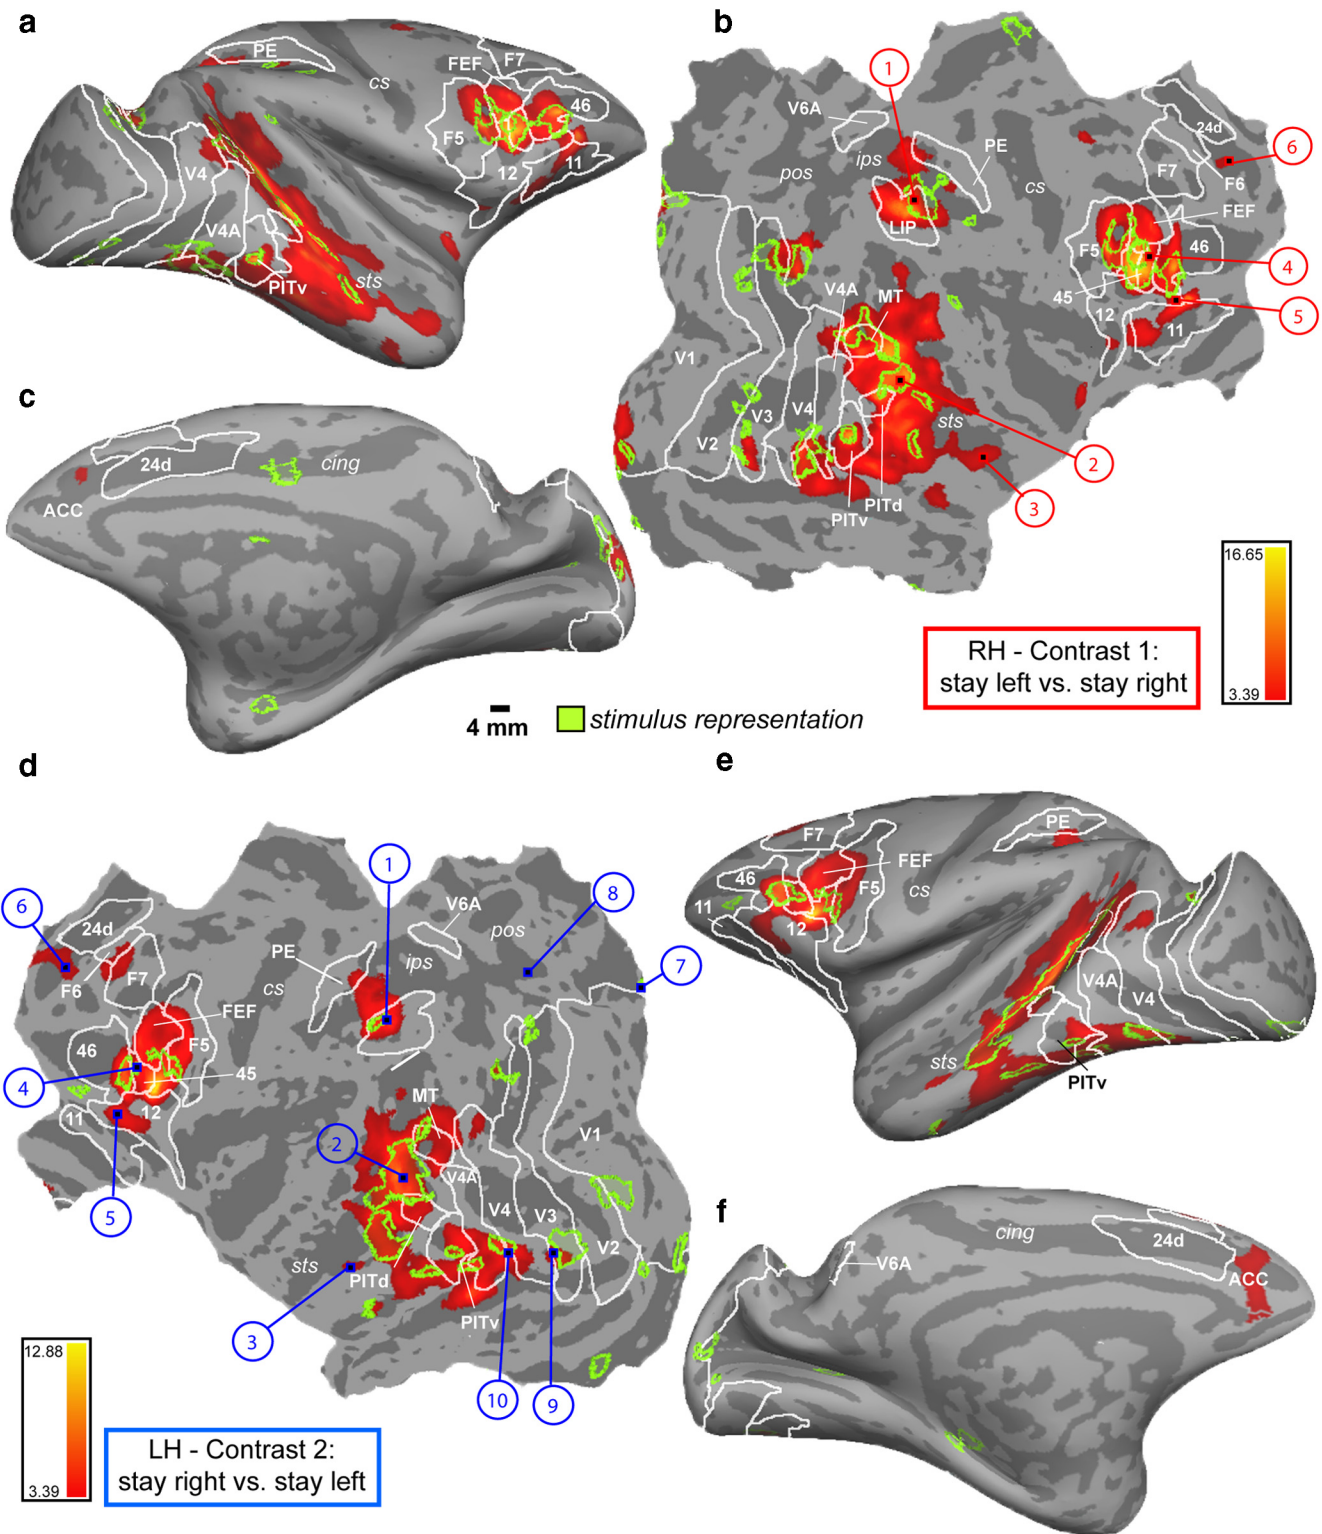 a
PE
cs
FEF
F7
46
F5
11
12
V4
V4A
PITv
sts
b
1
V6A
ips
PE
pos
cs
24d
6
F7
F6
FEF
LIP
F5
46
4
45
5
12
11
V4A
MT
V1
V3
V4
V2
sts
2
PITd
3
PITv
16.65
3.39
RH - Contrast 1:
stay left vs. stay right
c
24d
cing
ACC
4 mm
stimulus representation
d
1
6
8
V6A
24d
pos
PE
ips
7
F6
F7
cs
FEF
46
F5
4
45
12
11
MT
2
V1
V4A
5
V4
V3
V2
sts
PITd
PITv
3
10
9
12.88
3.39
LH - Contrast 2:
stay right vs. stay left
e
F7
PE
FEF
46
F5
cs
11
12
V4A
V4
sts
PITv
f
cing
24d
V6A
ACC